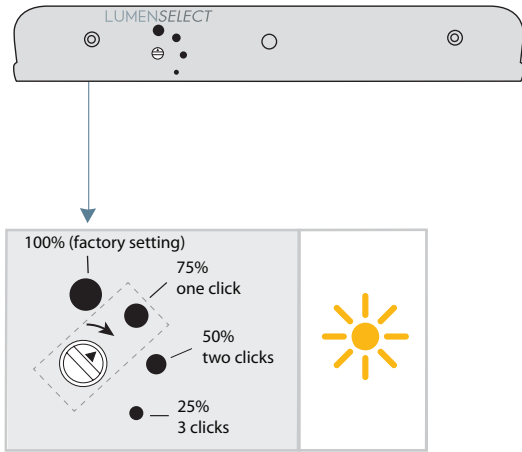 LUMENSELECT
100% (factory setting)
75%
one click
50%
two clicks
25%
3 clicks